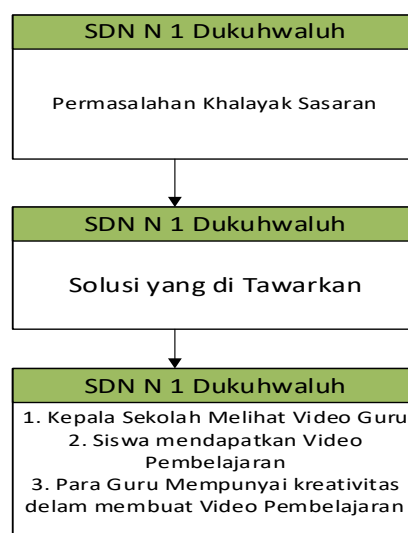 SDN N 1 Dukuhwaluh
Permasalahan Khalayak Sasaran
SDN N 1 Dukuhwaluh
Solusi yang di Tawarkan
SDN N 1 Dukuhwaluh
1. Kepala Sekolah Melihat Video Guru
2. Siswa mendapatkan Video
Pembelajaran
3. Para Guru Mempunyai kreativitas
delam membuat Video Pembelajaran